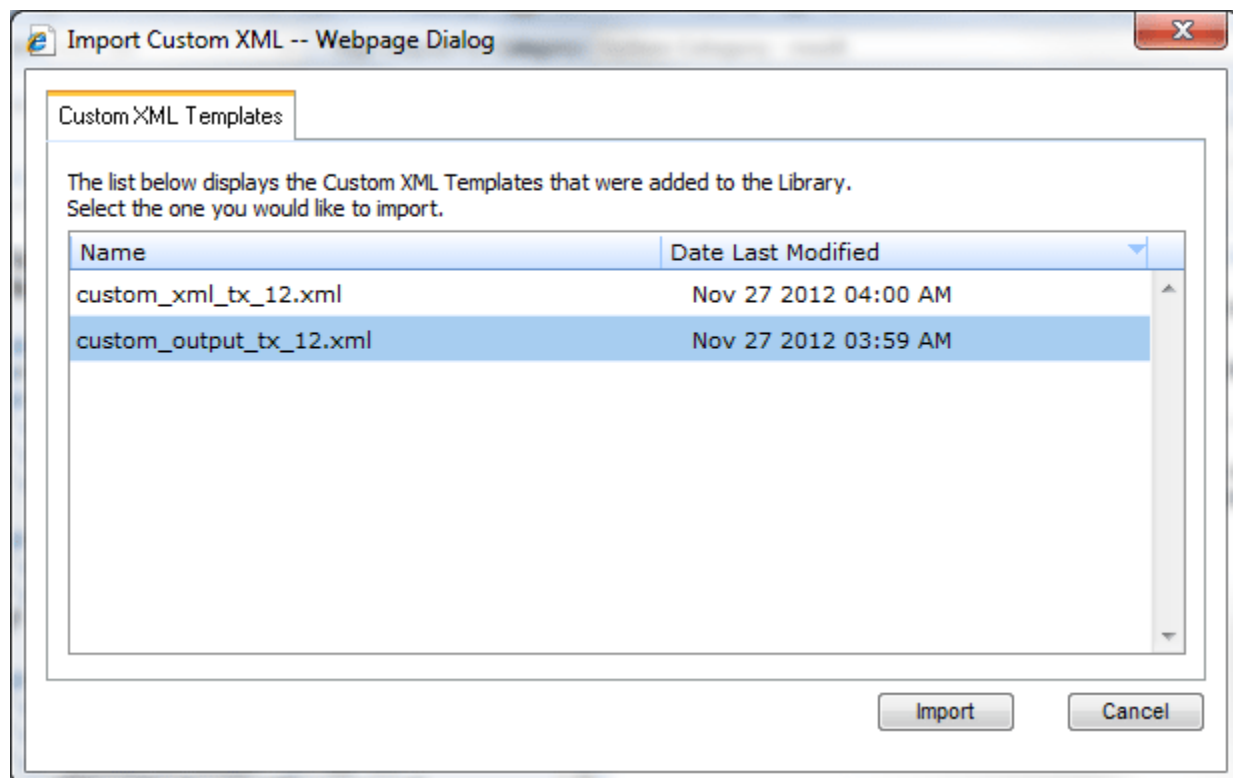 Import Custom XML -- Webpage Dialog
Custom XML Templates
The list below displays the Custom XML Templates that were added to the Library.
Select the one you would like to import.
Name Date Last Modified
custom_xml_tx_12.xml Nov 27 2012 04:00 AM
custom_output_tx_12.xml Nov 27 2012 03:59 AM
Import Cancel